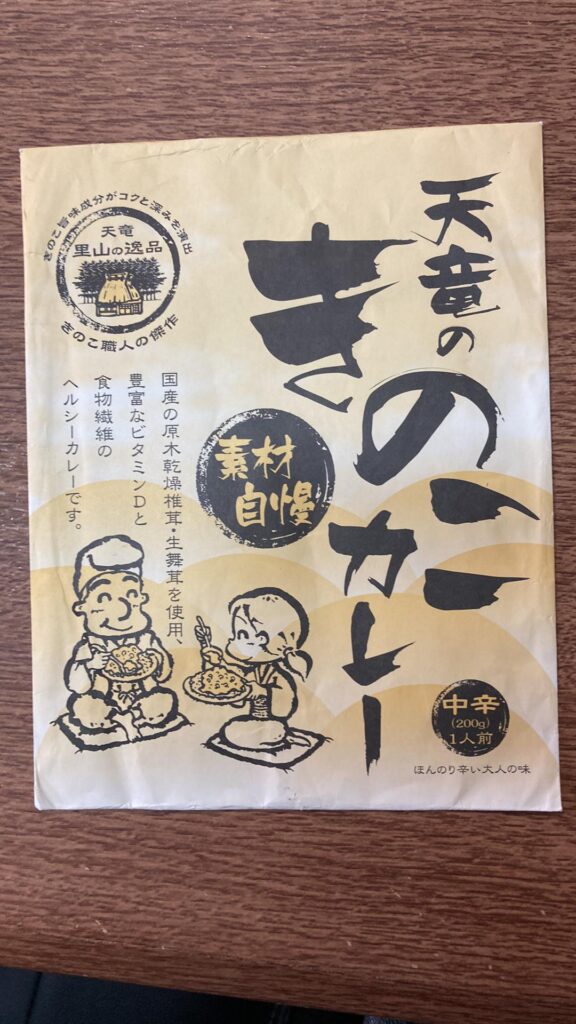 天竜の
きのこカレー
きのこ旨味成分がコクと深みを演出
天竜
里山の逸品
きのこ職人の傑作
素材
自慢
国産の原木乾燥椎茸・生舞茸を使用、
豊富なビタミンDと
食物繊維の
ヘルシーカレーです。
中辛
(200g)
1人前
ほんのり辛い大人の味